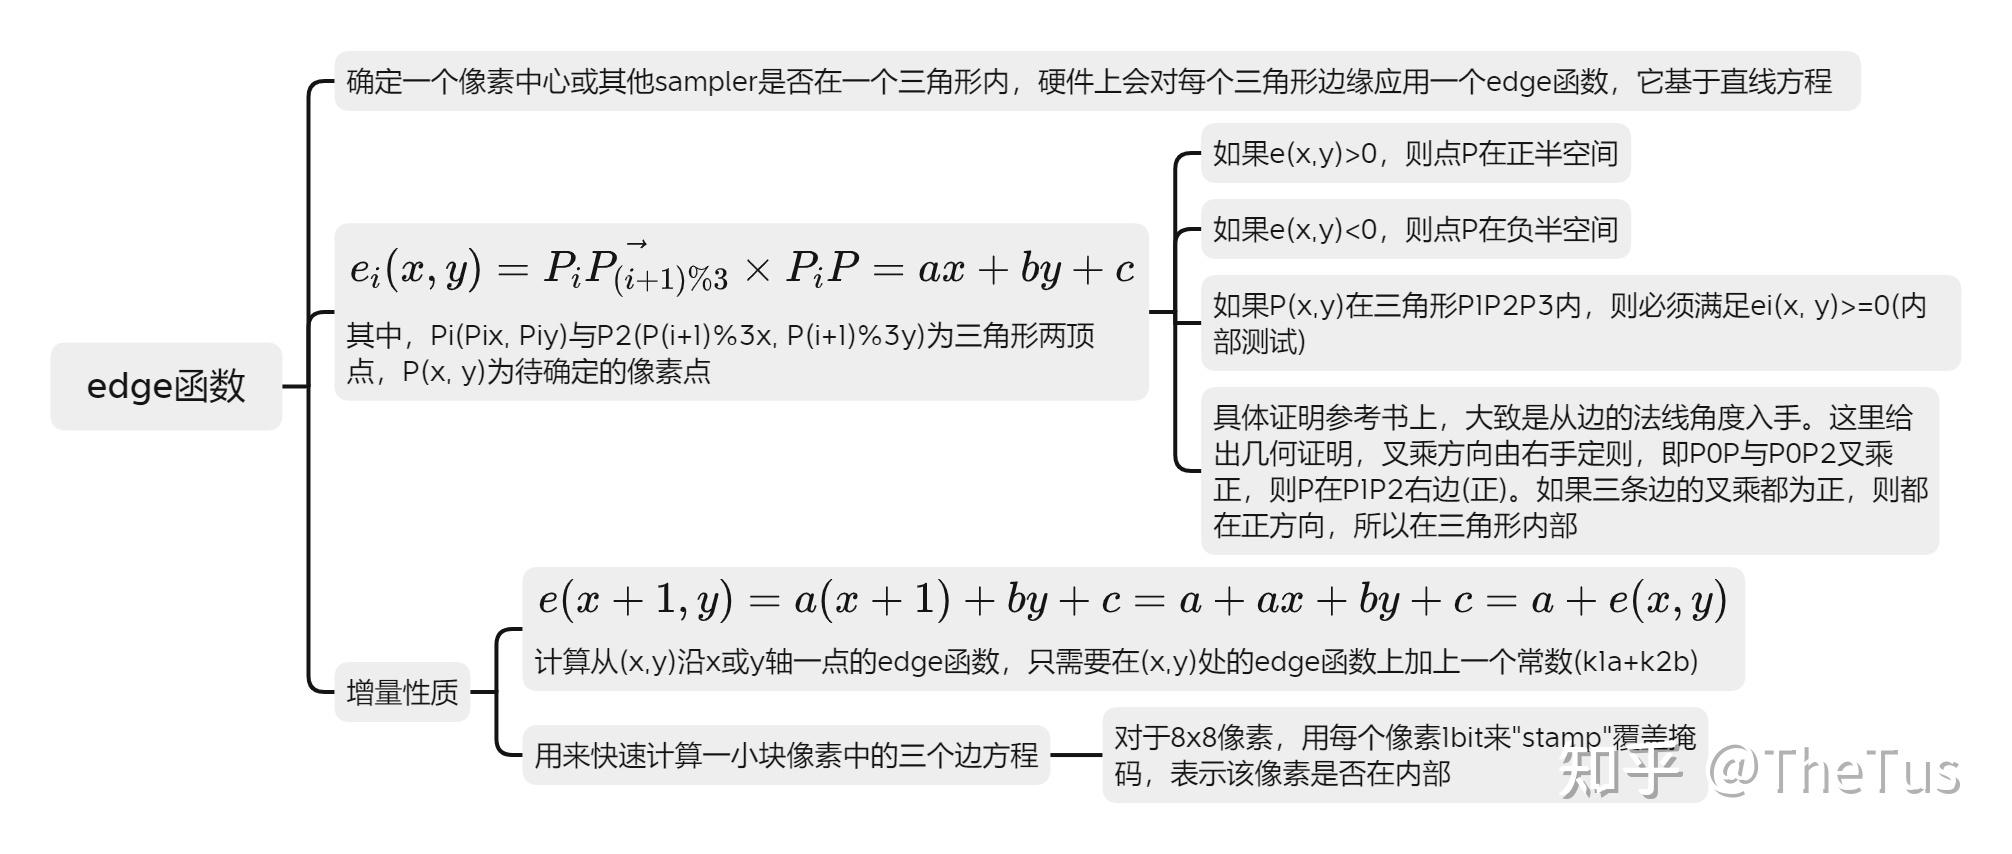 edge函数
确定一个像素中心或其他sampler是否在一个三角形内，硬件上会对每个三角形边缘应用一个edge函数，它基于直线方程
e_i(x, y) = \overrightarrow{P_iP_{(i+1)\%3}} × P_iP = ax + by + c
其中，Pi(Pix, Piy)与P2(P(i+1)%3x, P(i+1)%3y)为三角形两顶
点，P(x, y)为待确定的像素点
如果e(x,y)>0，则点P在正半空间
如果e(x,y)<0，则点P在负半空间
如果P(x,y)在三角形P1P2P3内，则必须满足ei(x, y)>=0(内
部测试)
具体证明参考书上，大致是从边的法线角度入手。这里给
出几何证明，叉乘方向由右手定则，即P0P与P0P2叉乘
正，则P在P1P2右边(正)。如果三条边的叉乘都为正，则都
在正方向，所以在三角形内部
增量性质
e(x + 1, y) = a(x + 1) + by + c = a + ax + by + c = a + e(x, y)
计算从(x,y)沿x或y轴一点的edge函数，只需要在(x,y)处的edge函数上加上一个常数(k1a+k2b)
用来快速计算一小块像素中的三个边方程
对于8x8像素，用每个像素1bit来"stamp"覆盖掩
码，表示该像素是否在内部
知乎 @TheTus